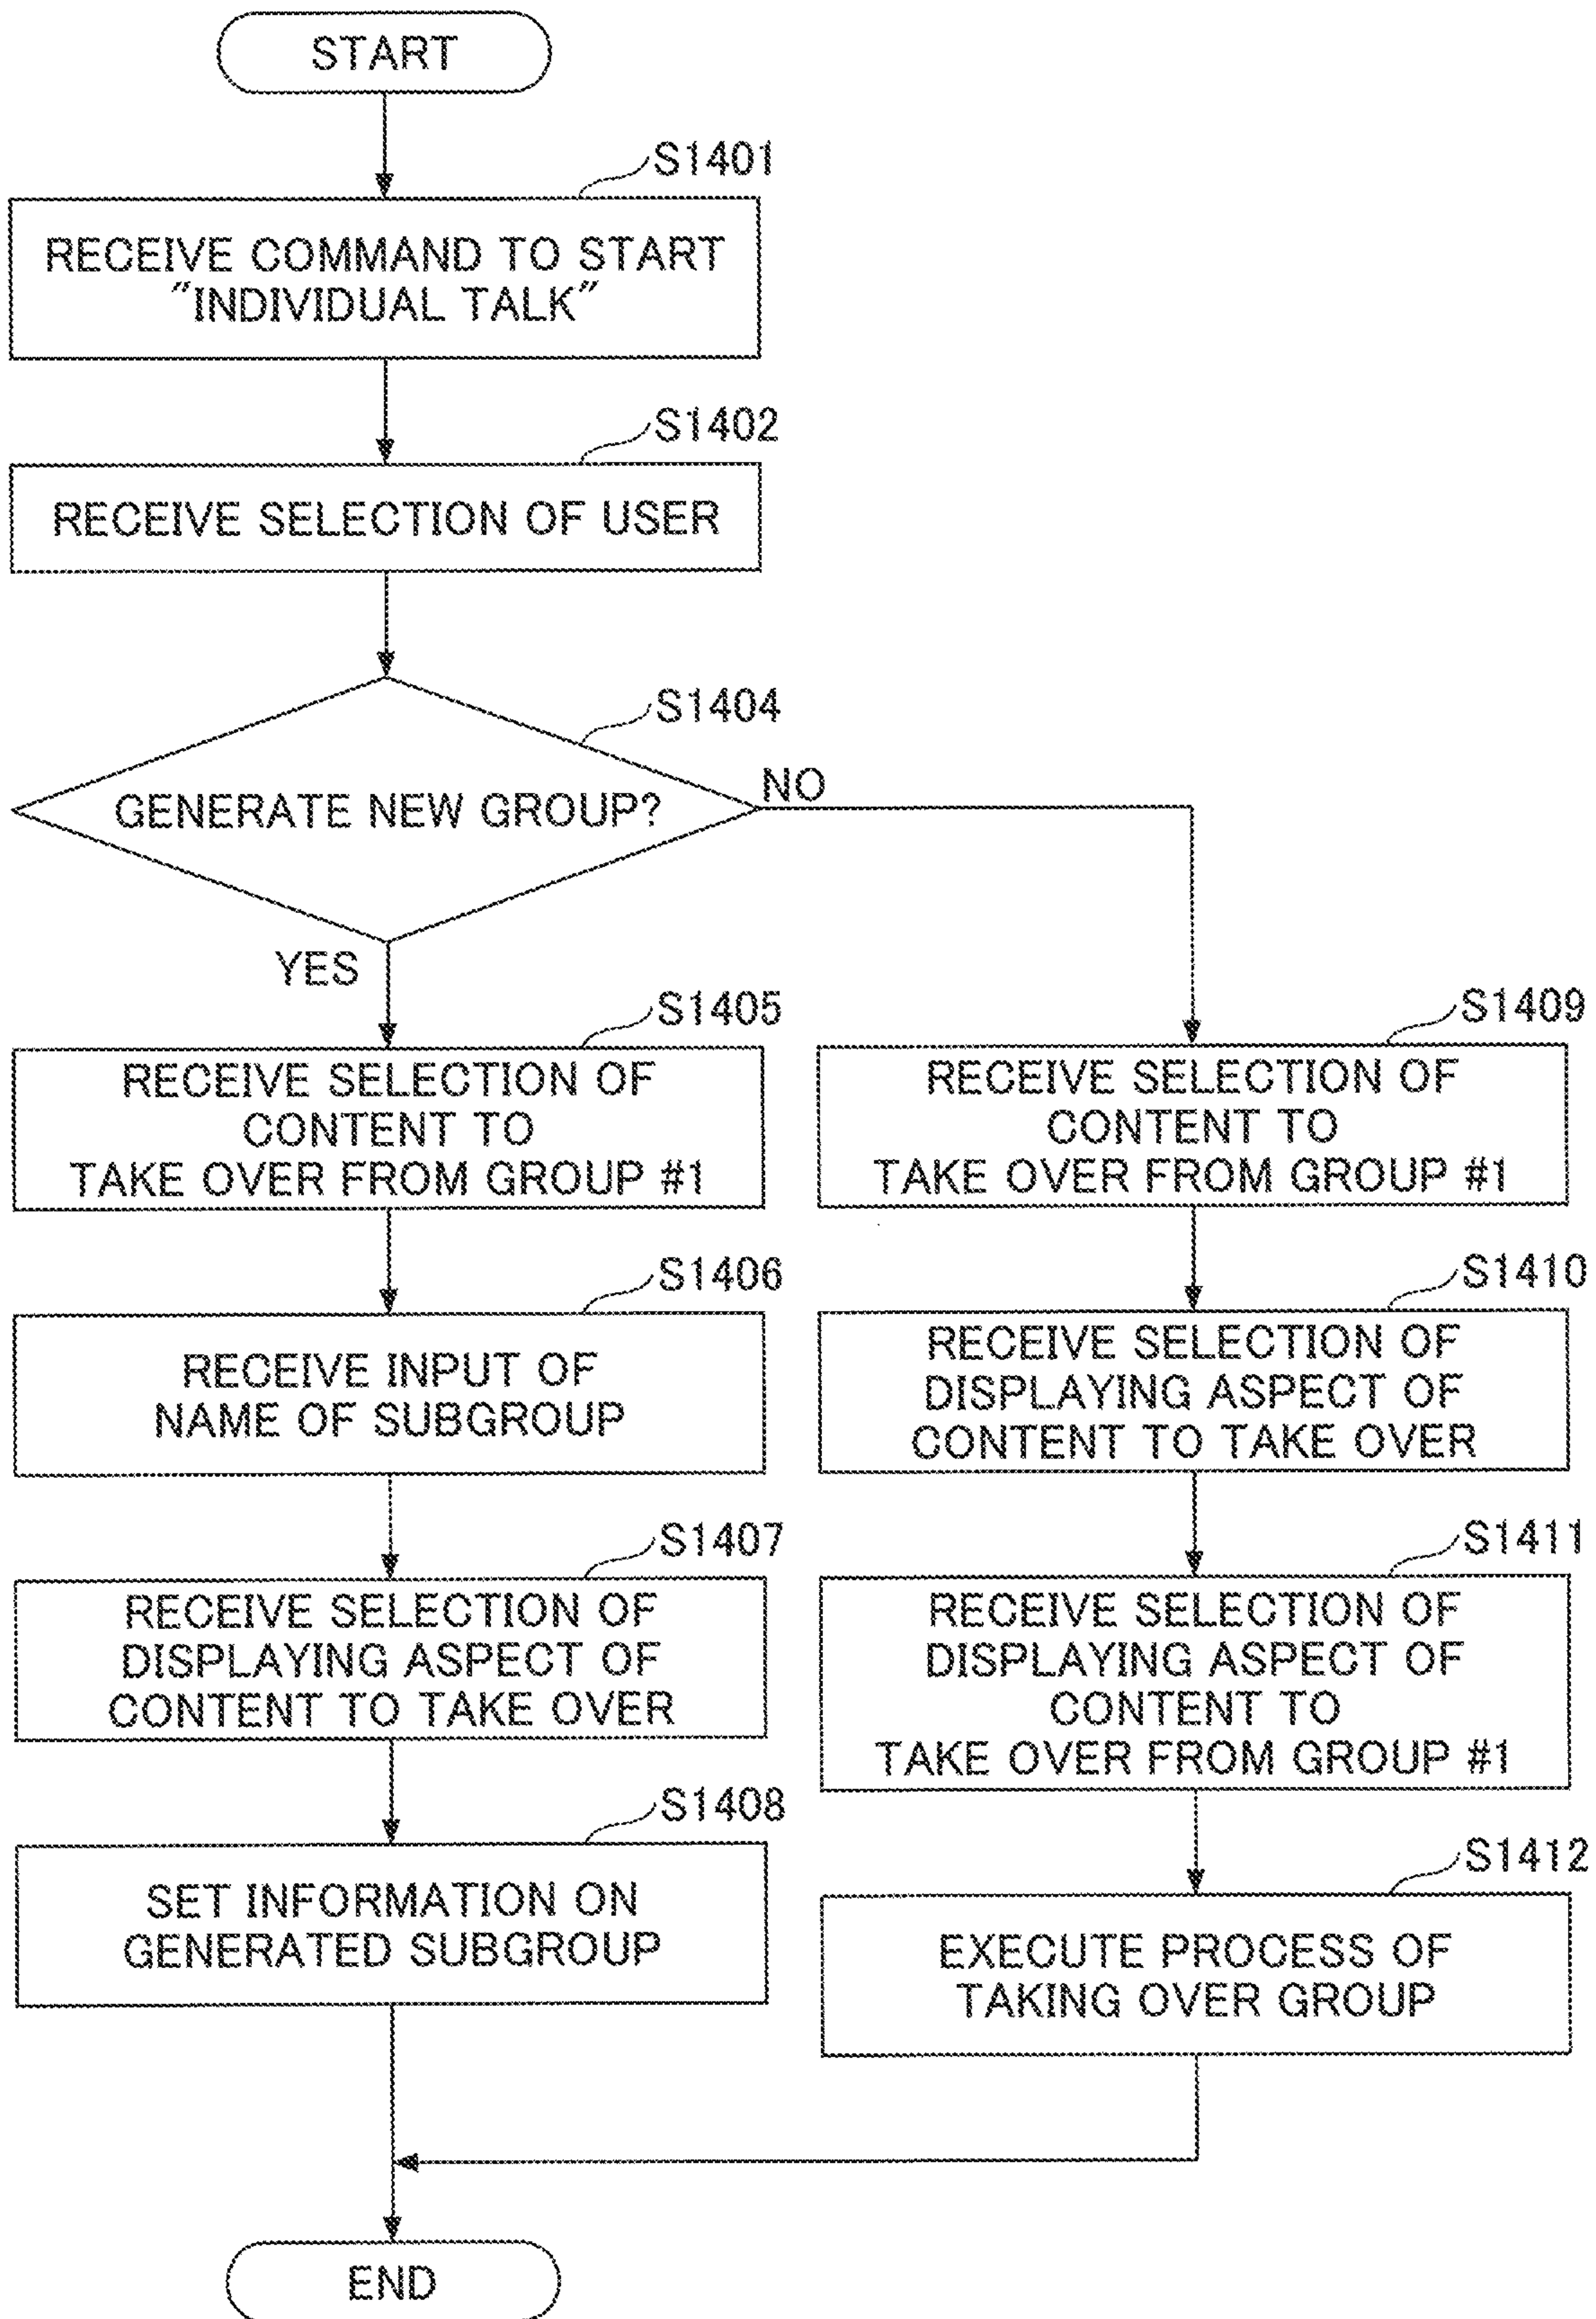 START
S1401
RECEIVE COMMAND TO START
"INDIVIDUAL TALK"
S1402
RECEIVE SELECTION OF USER
S1404
GENERATE NEW GROUP?
NO
YES
S1405
RECEIVE SELECTION OF
CONTENT TO
TAKE OVER FROM GROUP #1
S1406
RECEIVE INPUT OF
NAME OF SUBGROUP
S1407
RECEIVE SELECTION OF
DISPLAYING ASPECT OF
CONTENT TO TAKE OVER
S1408
SET INFORMATION ON
GENERATED SUBGROUP
S1409
RECEIVE SELECTION OF
CONTENT TO
TAKE OVER FROM GROUP #1
S1410
RECEIVE SELECTION OF
DISPLAYING ASPECT OF
CONTENT TO TAKE OVER
S1411
RECEIVE SELECTION OF
DISPLAYING ASPECT OF
CONTENT TO
TAKE OVER FROM GROUP #1
S1412
EXECUTE PROCESS OF
TAKING OVER GROUP
END